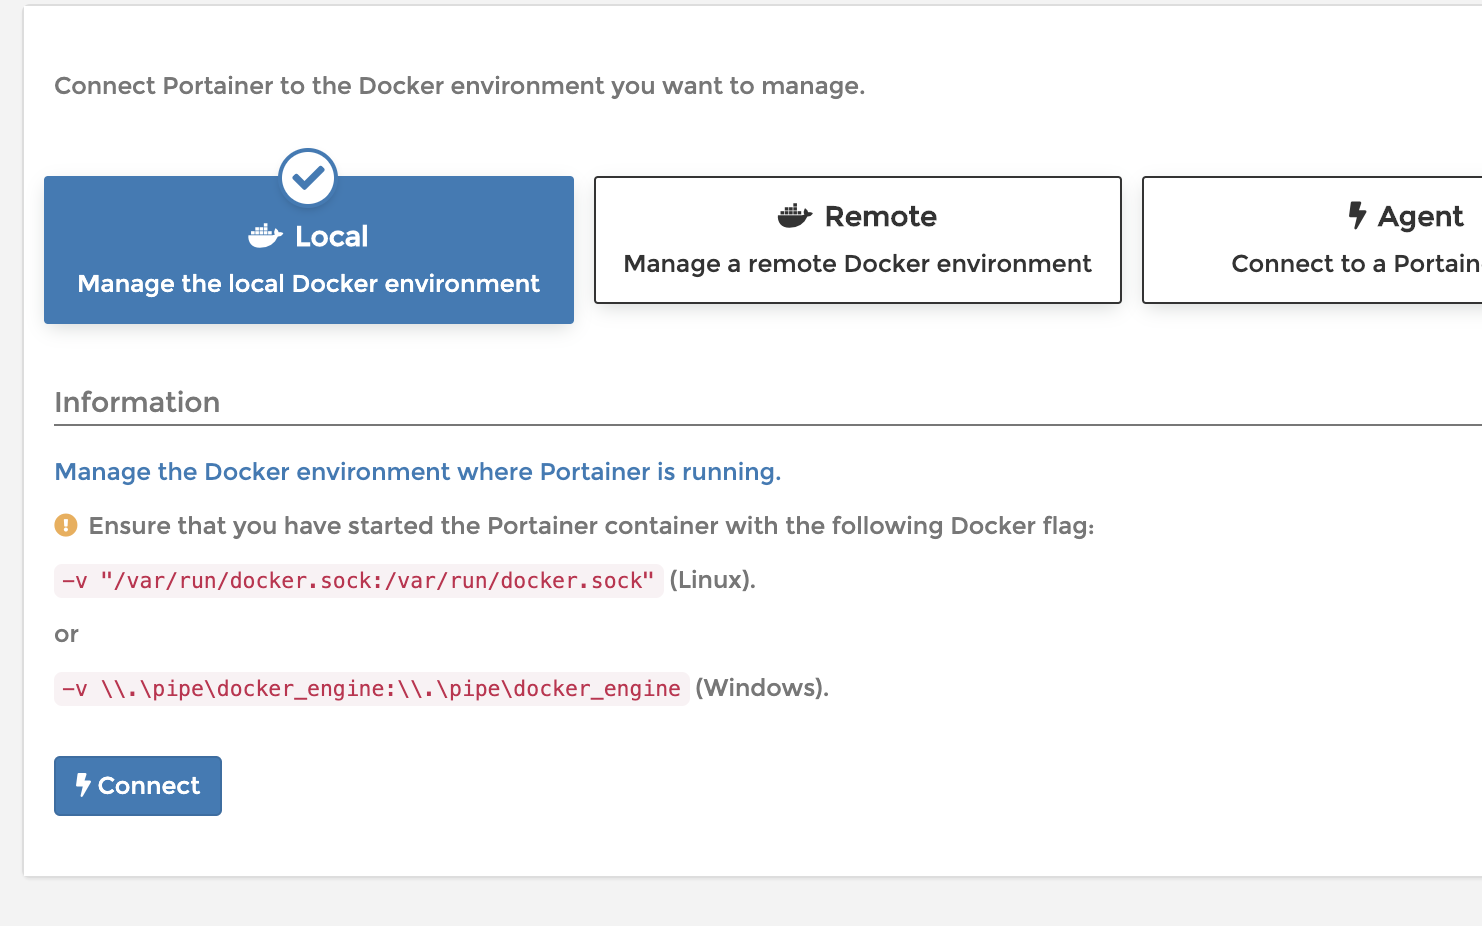 Connect Portainer to the Docker environment you want to manage.
Local
Manage the local Docker environment
Remote
Manage a remote Docker environment
Agent
Connect to a Portain
Information
Manage the Docker environment where Portainer is running.
Ensure that you have started the Portainer container with the following Docker flag:
-v "/var/run/docker.sock:/var/run/docker.sock" (Linux).
or
-v \\.\pipe\docker_engine:\\.\pipe\docker_engine (Windows).
Connect